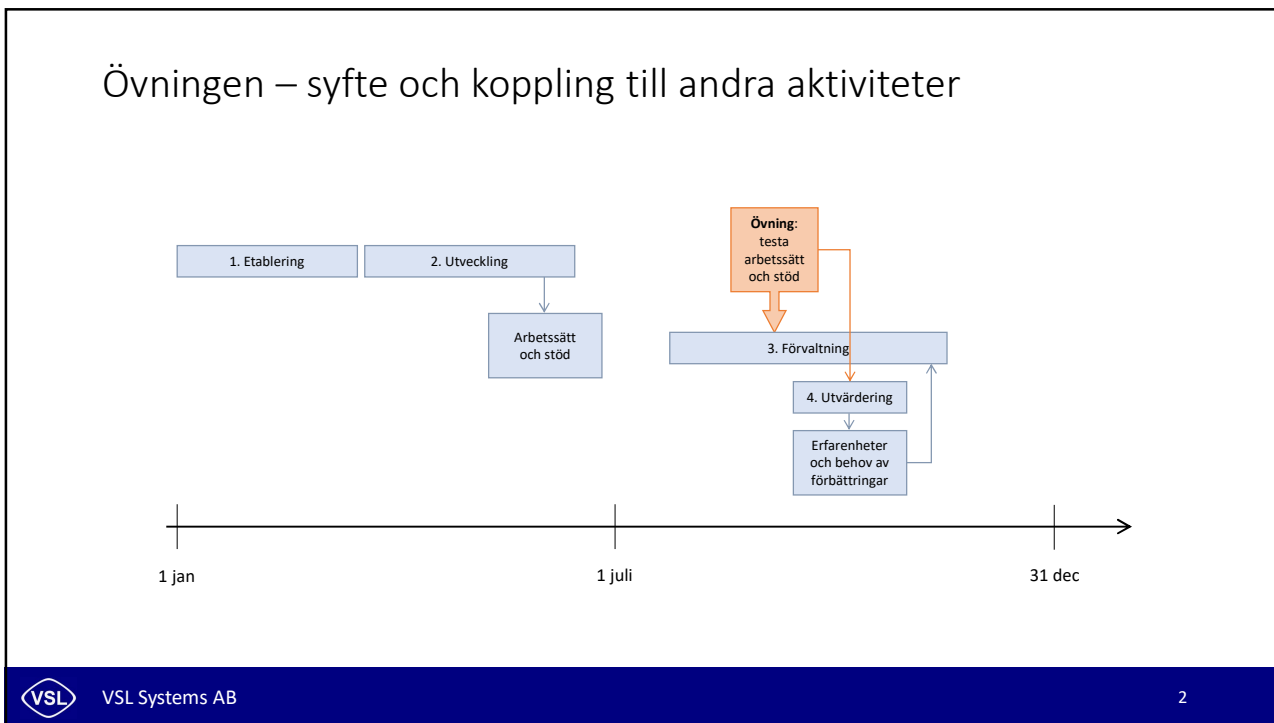 Övningen – syfte och koppling till andra aktiviteter
Övning:
testa
arbetssätt
och stöd
1. Etablering
2. Utveckling
Arbetssätt
och stöd
3. Förvaltning
4. Utvärdering
Erfarenheter
och behov av
förbättringar
1 jan
1 juli
31 dec
VSL
VSL Systems AB
2